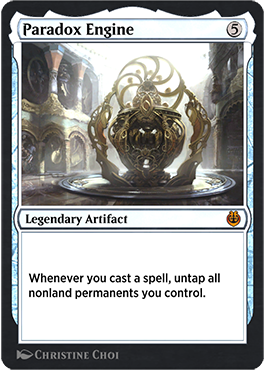 Paradox Engine 5
Legendary Artifact
Whenever you cast a spell, untap all
nonland permanents you control.
CHRISTINE CHOI